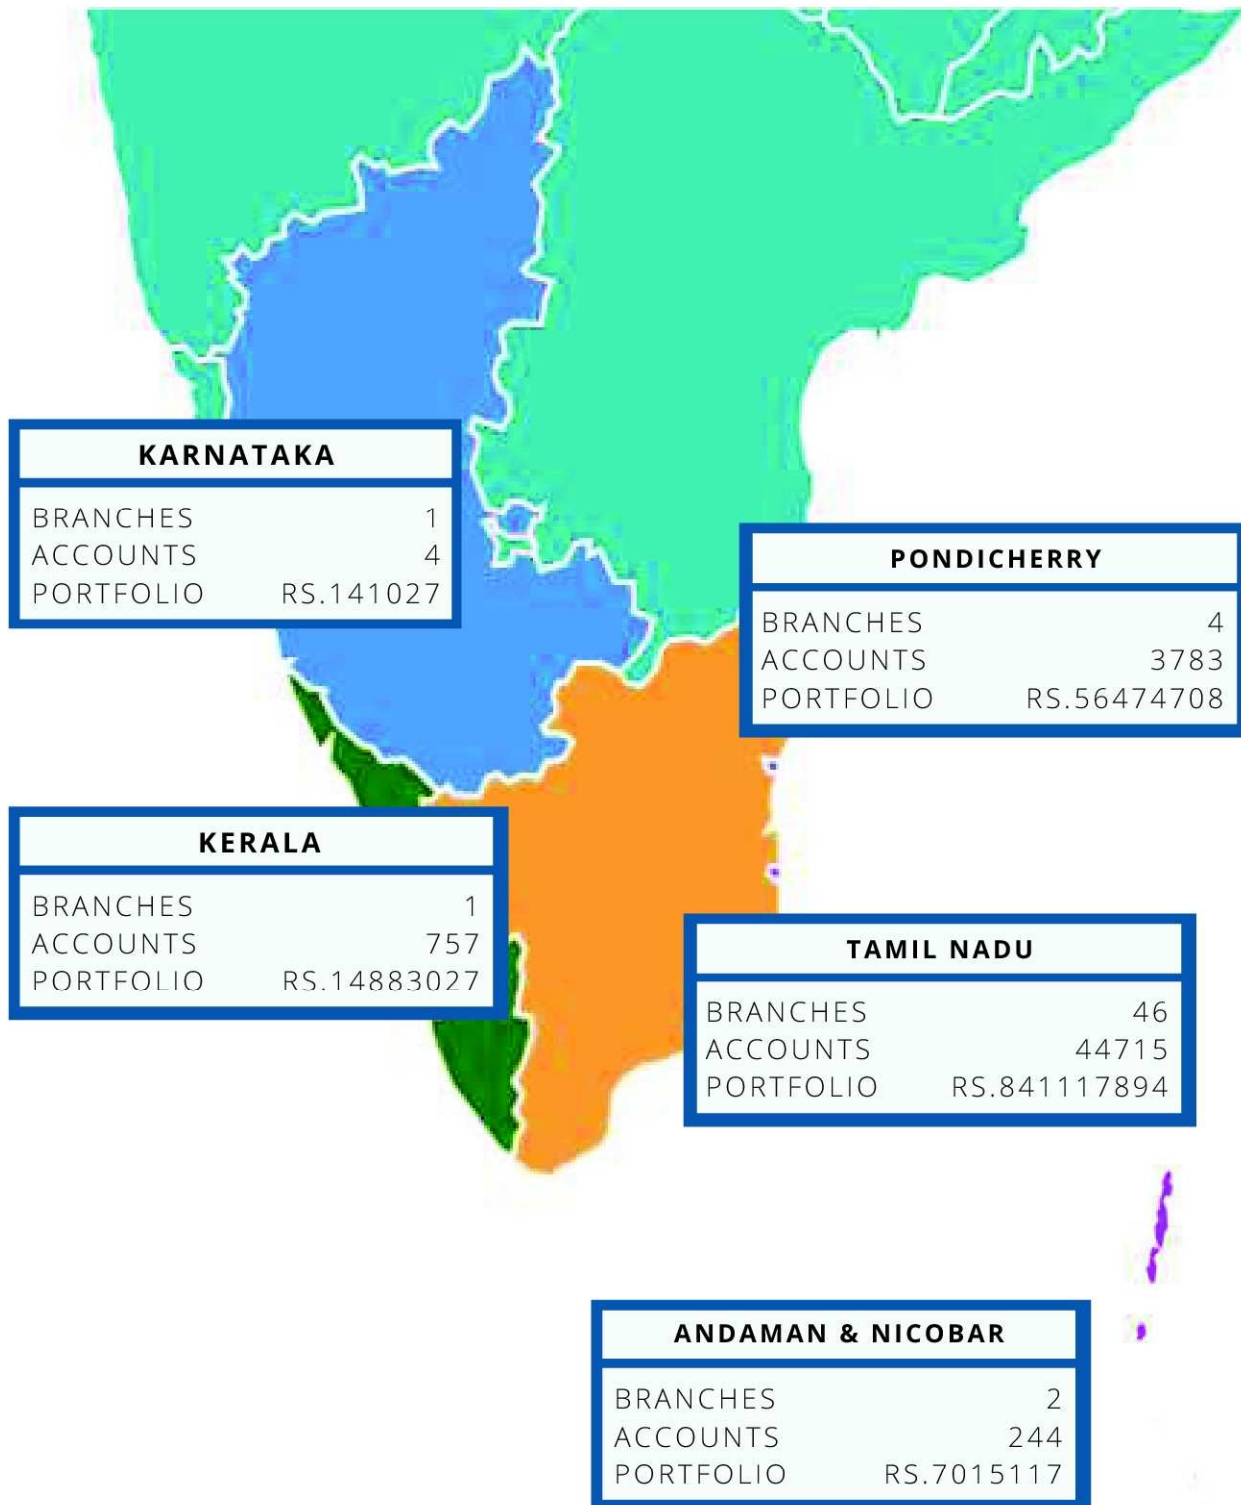 KARNATAKA
BRANCHES 1
ACCOUNTS 4
PORTFOLIO RS.141027
PONDICHERRY
BRANCHES 4
ACCOUNTS 3783
PORTFOLIO RS.56474708
KERALA
BRANCHES 1
ACCOUNTS 757
PORTFOLIO RS.14883027
TAMIL NADU
BRANCHES 46
ACCOUNTS 44715
PORTFOLIO RS.841117894
ANDAMAN & NICOBAR
BRANCHES 2
ACCOUNTS 244
PORTFOLIO RS.7015117